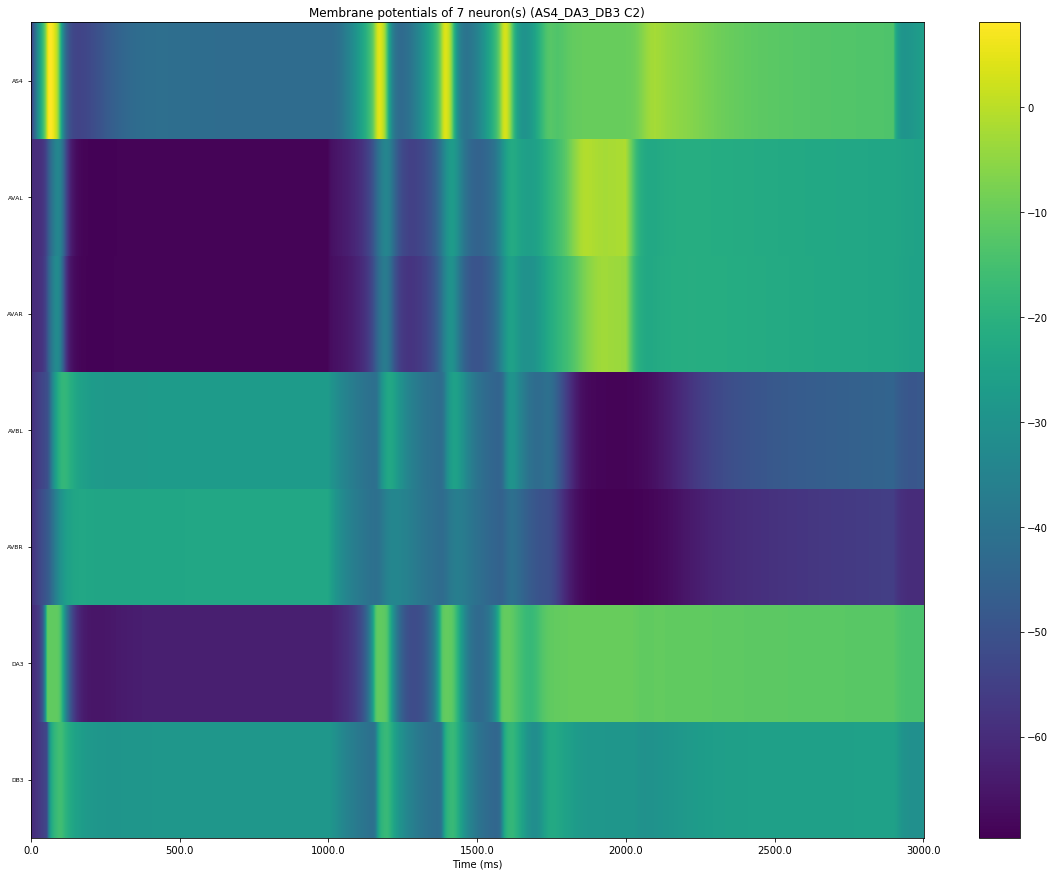 Membrane potentials of 7 neuron(s) (AS4_DA3_DB3 C2)
AS4
AVAL
AVAR
AVBL
AVBR
DA3
DB3
0.0 500.0 1000.0 1500.0 2000.0 2500.0 3000.0
Time (ms)
0
−10
−20
−30
−40
−50
−60